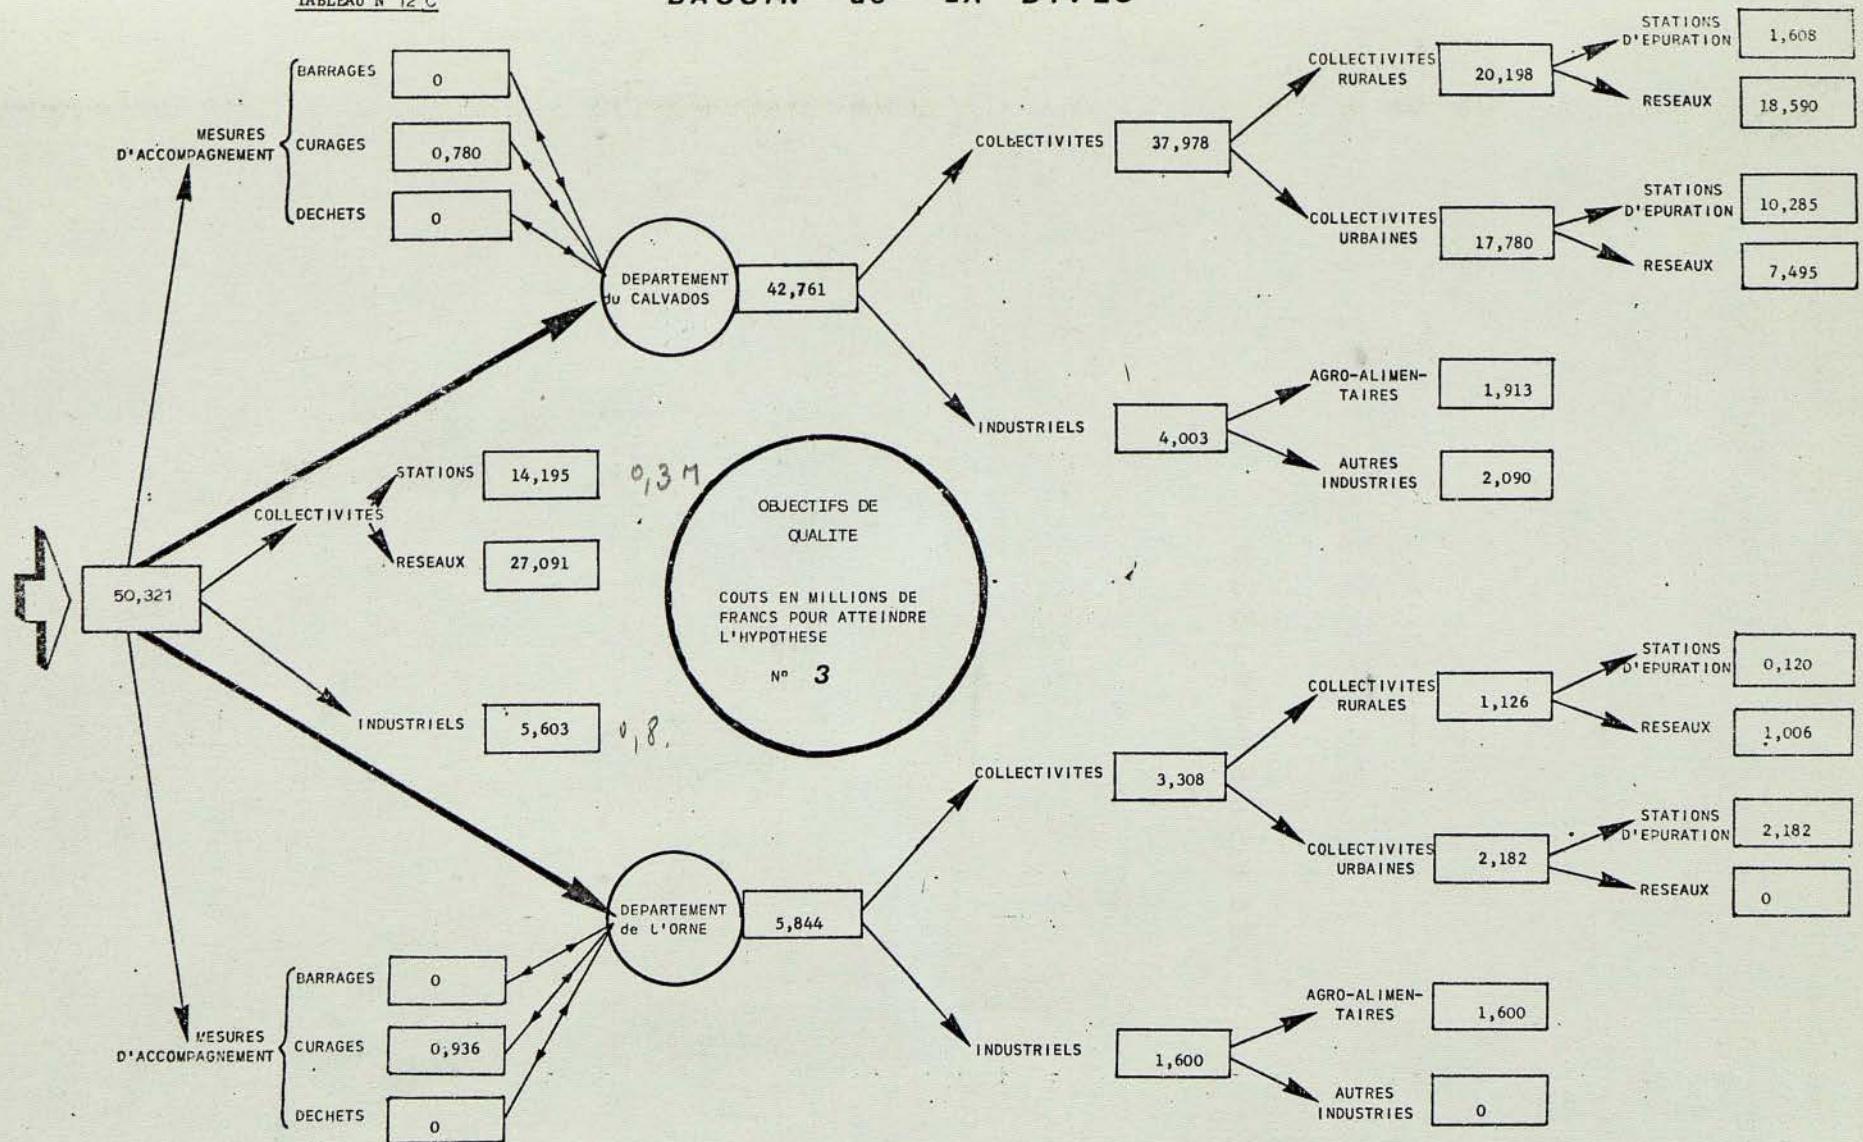 TABLEAU N° 12 C
BASSIN de LA DIVES
MESURES
D'ACCOMPAGNEMENT
BARRAGES
0
CURAGES
0,780
DECHETS
0
DEPARTEMENT
du CALVADOS
42,761
COLLECTIVITES
37,978
COLLECTIVITES
RURALES
20,198
STATIONS
D'EPURATION
1,608
RESEAUX
18,590
COLLECTIVITES
URBAINES
17,780
STATIONS
D'EPURATION
10,285
RESEAUX
7,495
INDUSTRIELS
4,003
AGRO-ALIMEN-
TAIRES
1,913
AUTRES
INDUSTRIES
2,090
50,321
COLLECTIVITES
STATIONS
14,195
0,3 M
RESEAUX
27,091
INDUSTRIELS
5,603
0,8.
OBJECTIFS DE
QUALITE
COUTS EN MILLIONS DE
FRANCS POUR ATTEINDRE
L'HYPOTHESE
N° 3
DEPARTEMENT
de L'ORNE
5,844
COLLECTIVITES
3,308
COLLECTIVITES
RURALES
1,126
STATIONS
D'EPURATION
0,120
RESEAUX
1,006
COLLECTIVITES
URBAINES
2,182
STATIONS
D'EPURATION
2,182
RESEAUX
0
INDUSTRIELS
1,600
AGRO-ALIMEN-
TAIRES
1,600
AUTRES
INDUSTRIES
0
MESURES
D'ACCOMPAGNEMENT
BARRAGES
0
CURAGES
0,936
DECHETS
0